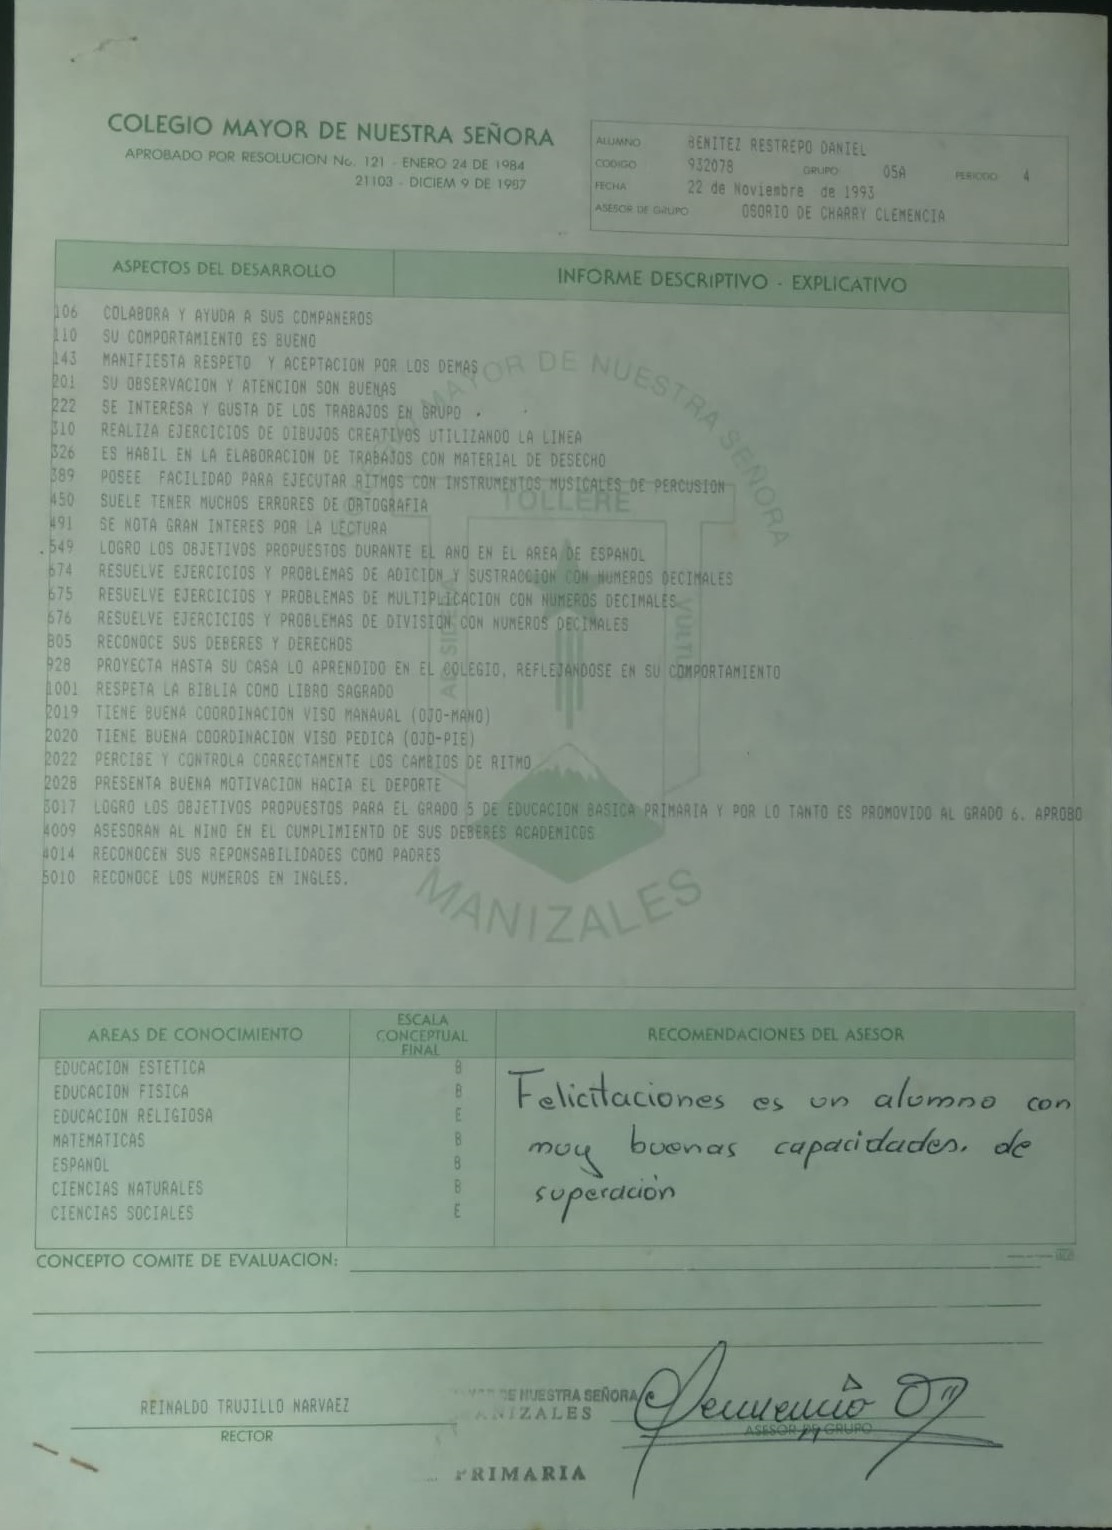 COLEGIO MAYOR DE NUESTRA SEÑORA
APROBADO POR RESOLUCION No. 121 - ENERO 24 DE 1984
21103 - DICIEM 9 DE 1987
ALUMNO BENITEZ RESTREPO DANIEL
CODIGO 932078 GRUPO 05A PERIODO 4
FECHA 22 de Noviembre de 1993
ASESOR DE GRUPO OSORIO DE CHARRY CLEMENCIA
ASPECTOS DEL DESARROLLO INFORME DESCRIPTIVO - EXPLICATIVO
106 COLABORA Y AYUDA A SUS COMPANEROS
110 SU COMPORTAMIENTO ES BUENO
143 MANIFIESTA RESPETO Y ACEPTACION POR LOS DEMAS
201 SU OBSERVACION Y ATENCION SON BUENAS
222 SE INTERESA Y GUSTA DE LOS TRABAJOS EN GRUPO .
310 REALIZA EJERCICIOS DE DIBUJOS CREATIVOS UTILIZANDO LA LINEA
326 ES HABIL EN LA ELABORACION DE TRABAJOS CON MATERIAL DE DESECHO
389 POSEE FACILIDAD PARA EJECUTAR RITMOS CON INSTRUMENTOS MUSICALES DE PERCUSION
450 SUELE TENER MUCHOS ERRORES DE ORTOGRAFIA
491 SE NOTA GRAN INTERES POR LA LECTURA
549 LOGRO LOS OBJETIVOS PROPUESTOS DURANTE EL ANO EN EL AREA DE ESPANOL
674 RESUELVE EJERCICIOS Y PROBLEMAS DE ADICION Y SUSTRACCION CON NUMEROS DECIMALES
675 RESUELVE EJERCICIOS Y PROBLEMAS DE MULTIPLICACION CON NUMEROS DECIMALES
676 RESUELVE EJERCICIOS Y PROBLEMAS DE DIVISION CON NUMEROS DECIMALES
805 RECONOCE SUS DEBERES Y DERECHOS
928 PROYECTA HASTA SU CASA LO APRENDIDO EN EL COLEGIO, REFLEJANDOSE EN SU COMPORTAMIENTO
1001 RESPETA LA BIBLIA COMO LIBRO SAGRADO
2019 TIENE BUENA COORDINACION VISO MANAUAL (OJO-MANO)
2020 TIENE BUENA COORDINACION VISO PEDICA (OJO-PIE)
2022 PERCIBE Y CONTROLA CORRECTAMENTE LOS CAMBIOS DE RITMO
2028 PRESENTA BUENA MOTIVACION HACIA EL DEPORTE
3017 LOGRO LOS OBJETIVOS PROPUESTOS PARA EL GRADO 5 DE EDUCACION BASICA PRIMARIA Y POR LO TANTO ES PROMOVIDO AL GRADO 6. APROBO
4009 ASESORAN AL NINO EN EL CUMPLIMIENTO DE SUS DEBERES ACADEMICOS
4014 RECONOCEN SUS REPONSABILIDADES COMO PADRES
5010 RECONOCE LOS NUMEROS EN INGLES.
MAYOR DE NUESTRA SEÑORA
TOLLERE
VULTUM
MANIZALES
AREAS DE CONOCIMIENTO ESCALA CONCEPTUAL FINAL RECOMENDACIONES DEL ASESOR
EDUCACION ESTETICA B
EDUCACION FISICA B
EDUCACION RELIGIOSA E
MATEMATICAS B
ESPANOL B
CIENCIAS NATURALES B
CIENCIAS SOCIALES E
Felicitaciones es un alumno con
muy buenas capacidades. de
superación
CONCEPTO COMITE DE EVALUACION:
REINALDO TRUJILLO NARVAEZ
RECTOR
DE NUESTRA SEÑORA
MANIZALES
PRIMARIA
ASESOR DE GRUPO